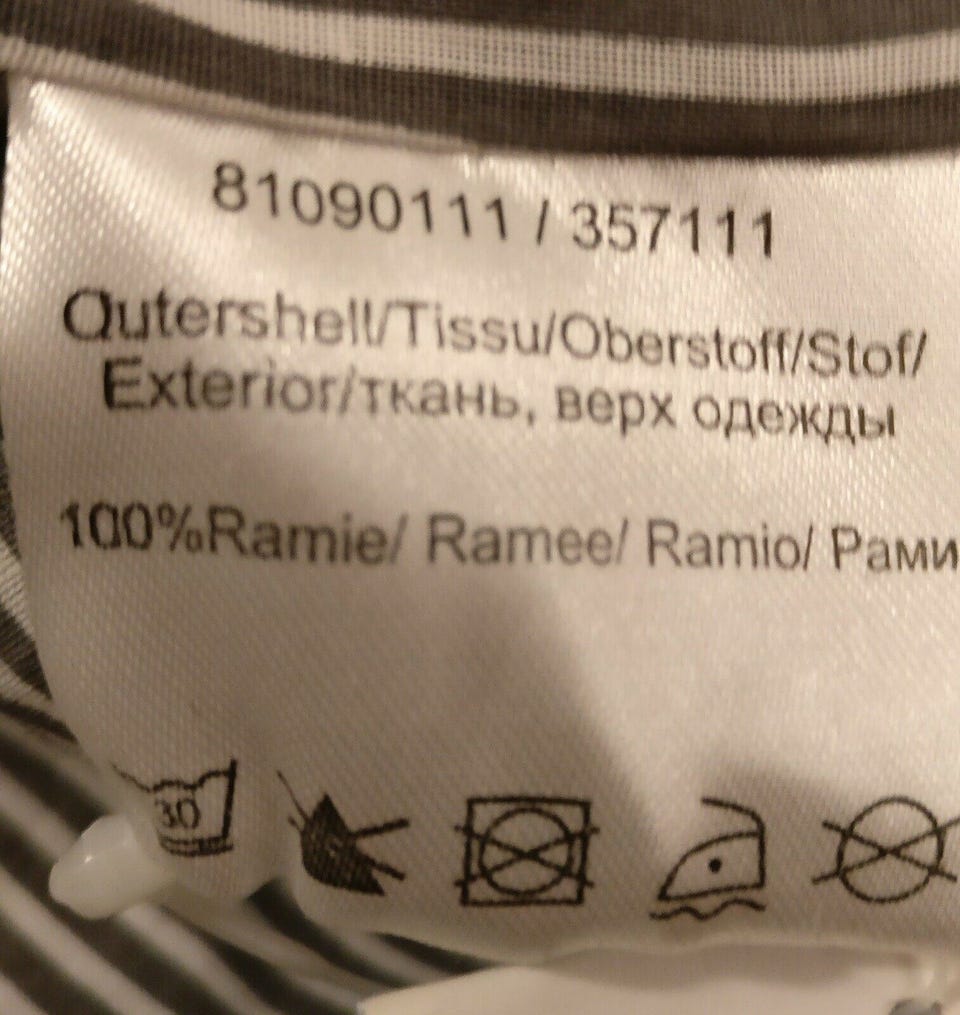 81090111 / 357111
Outershell/Tissu/Oberstoff/Stof/
Exterior/ткань, верх одежды
100%Ramie/ Ramee/ Ramio/ Рами
30